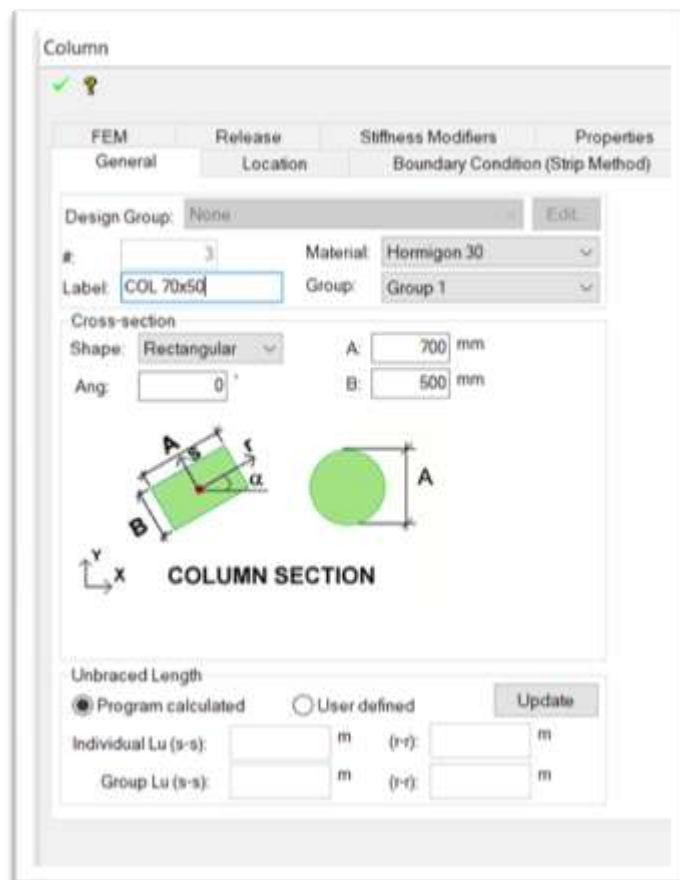 Column
FEM Release Stiffness Modifiers Properties
General Location Boundary Condition (Strip Method)
Design Group: None Edit.
#: 3 Material: Hormigon 30
Label: COL 70x50 Group: Group 1
Cross-section
Shape: Rectangular A: 700 mm
Ang: 0 ° B: 500 mm
A s r α B A
Y X COLUMN SECTION
Unbraced Length
Program calculated User defined Update
Individual Lu (s-s): m (r-r): m
Group Lu (s-s): m (r-r): m